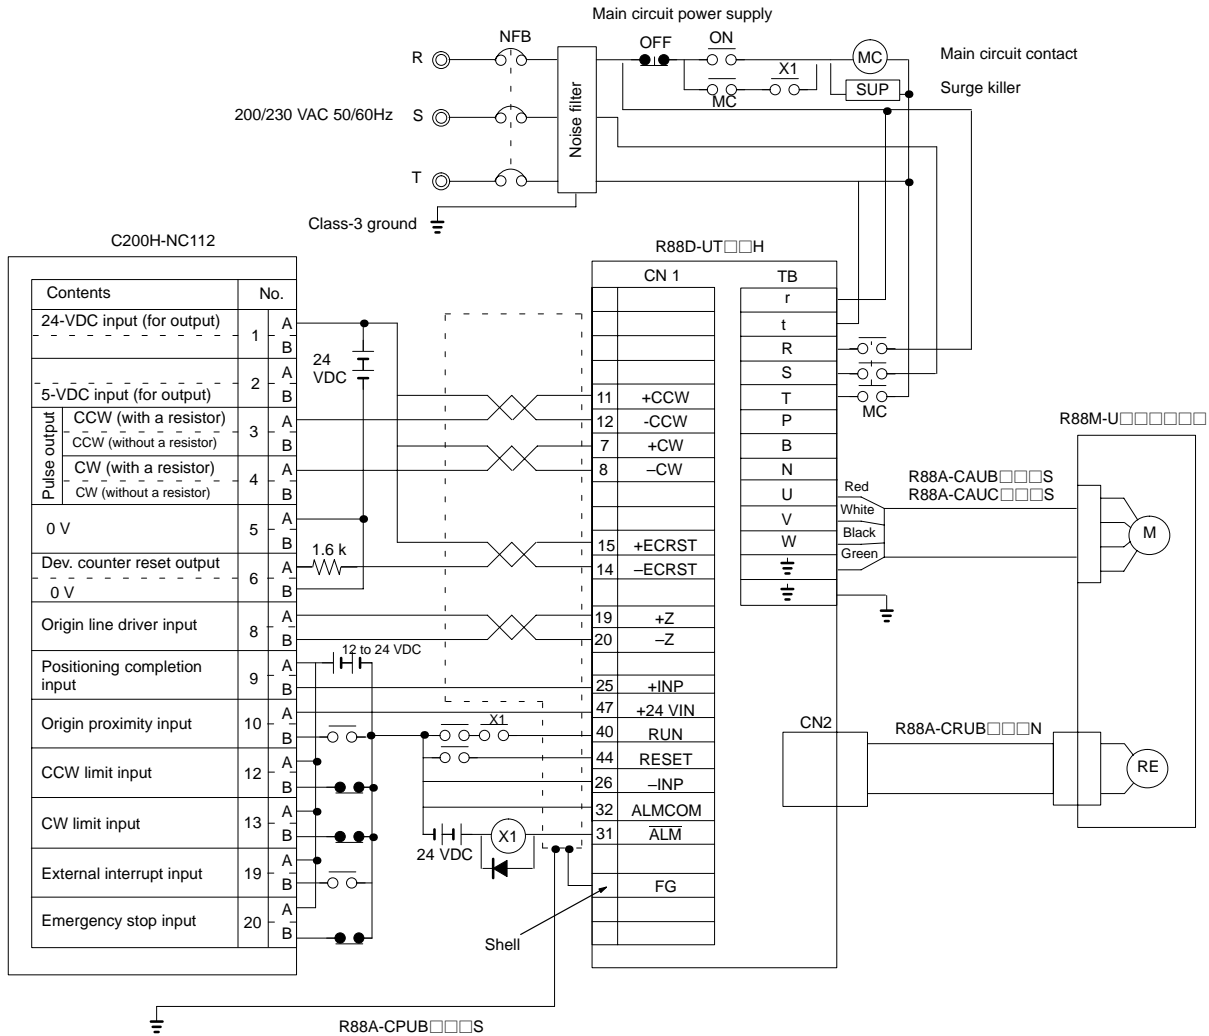 Main circuit power supply
NFB
OFF
ON
R
MC
Main circuit contact
X1
MC
SUP
Surge killer
Noise filter
200/230 VAC 50/60Hz
S
T
Class-3 ground
C200H-NC112
Contents
No.
24-VDC input (for output)
1
A
B
2
A
5-VDC input (for output)
B
Pulse output
CCW (with a resistor)
3
A
CCW (without a resistor)
B
CW (with a resistor)
4
A
CW (without a resistor)
B
0 V
5
A
B
Dev. counter reset output
6
A
0 V
B
Origin line driver input
8
A
B
Positioning completion
input
9
A
B
Origin proximity input
10
A
B
CCW limit input
12
A
B
CW limit input
13
A
B
External interrupt input
19
A
B
Emergency stop input
20
A
B
24
VDC
1.6 k
12 to 24 VDC
X1
24 VDC
X1
Shell
R88A-CPUB□□□S
R88D-UT□□H
CN 1
11 +CCW
12 -CCW
7 +CW
8 –CW
15 +ECRST
14 –ECRST
19 +Z
20 –Z
25 +INP
47 +24 VIN
40 RUN
44 RESET
26 –INP
32 ALMCOM
31 A̅L̅M̅
FG
TB
r
t
R
S
T
P
B
N
U
V
W
MC
Red
White
Black
Green
R88A-CAUB□□□S
R88A-CAUC□□□S
R88M-U□□□□□□
M
CN2
R88A-CRUB□□□N
RE